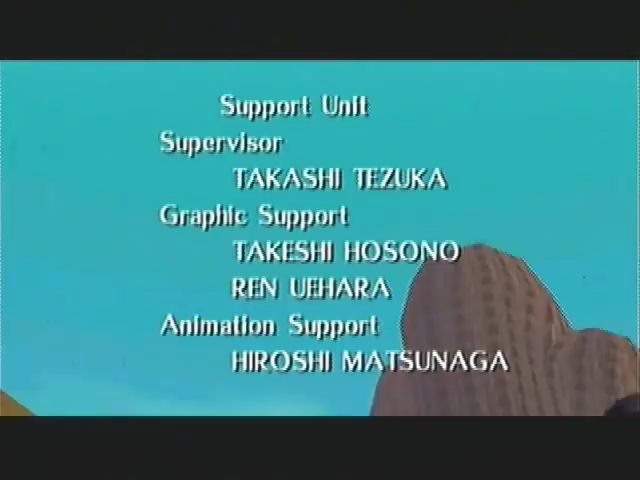 Support Unit
Supervisor
TAKASHI TEZUKA
Graphic Support
TAKESHI HOSONO
REN UEHARA
Animation Support
HIROSHI MATSUNAGA